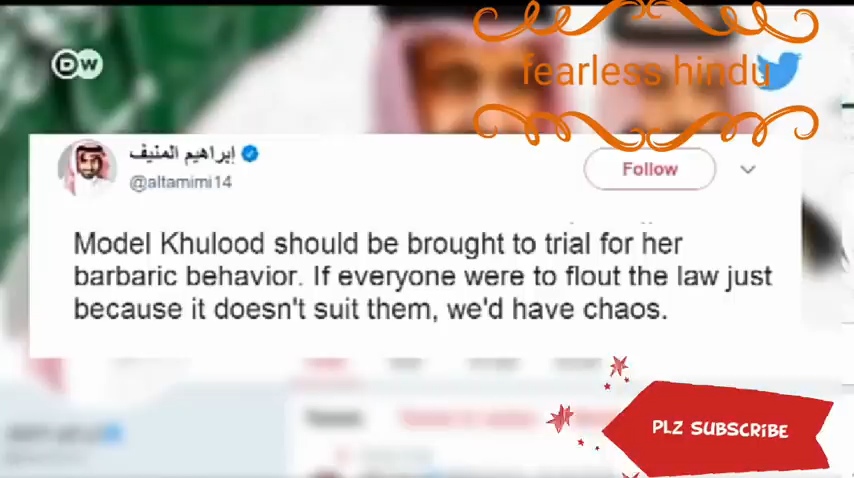 DW
fearless hindu
إبراهيم المنيف
@altamimi14
Follow
Model Khulood should be brought to trial for her
barbaric behavior. If everyone were to flout the law just
because it doesn't suit them, we'd have chaos.
PLZ SUBSCRIBE